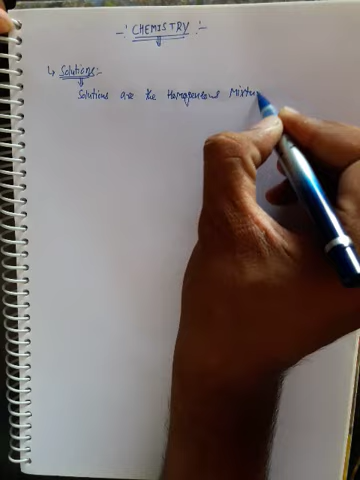 -: CHEMISTRY :-
↳ Solutions:-
Solutions are the Homogeneous Mixtu